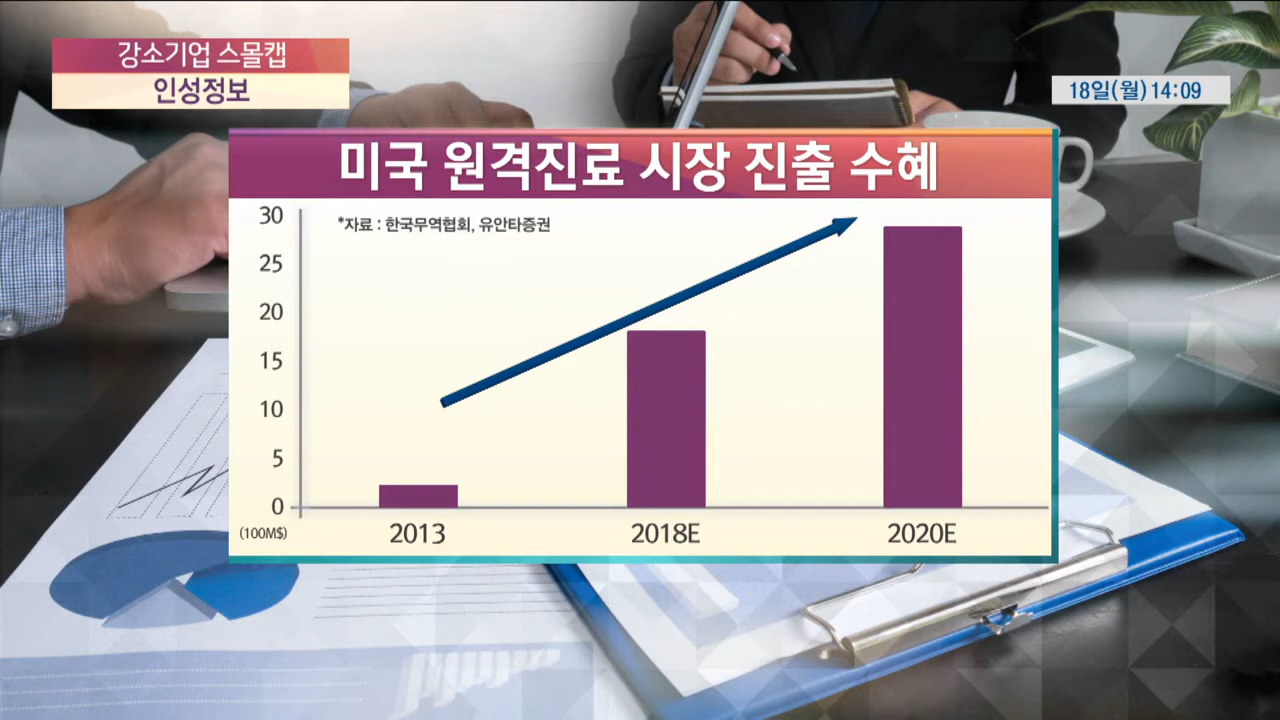 강소기업 스몰캡
인성정보
18일(월) 14:09
미국 원격진료 시장 진출 수혜
*자료 : 한국무역협회, 유안타증권
30
25
20
15
10
5
0
(100M$)
2013 2018E 2020E